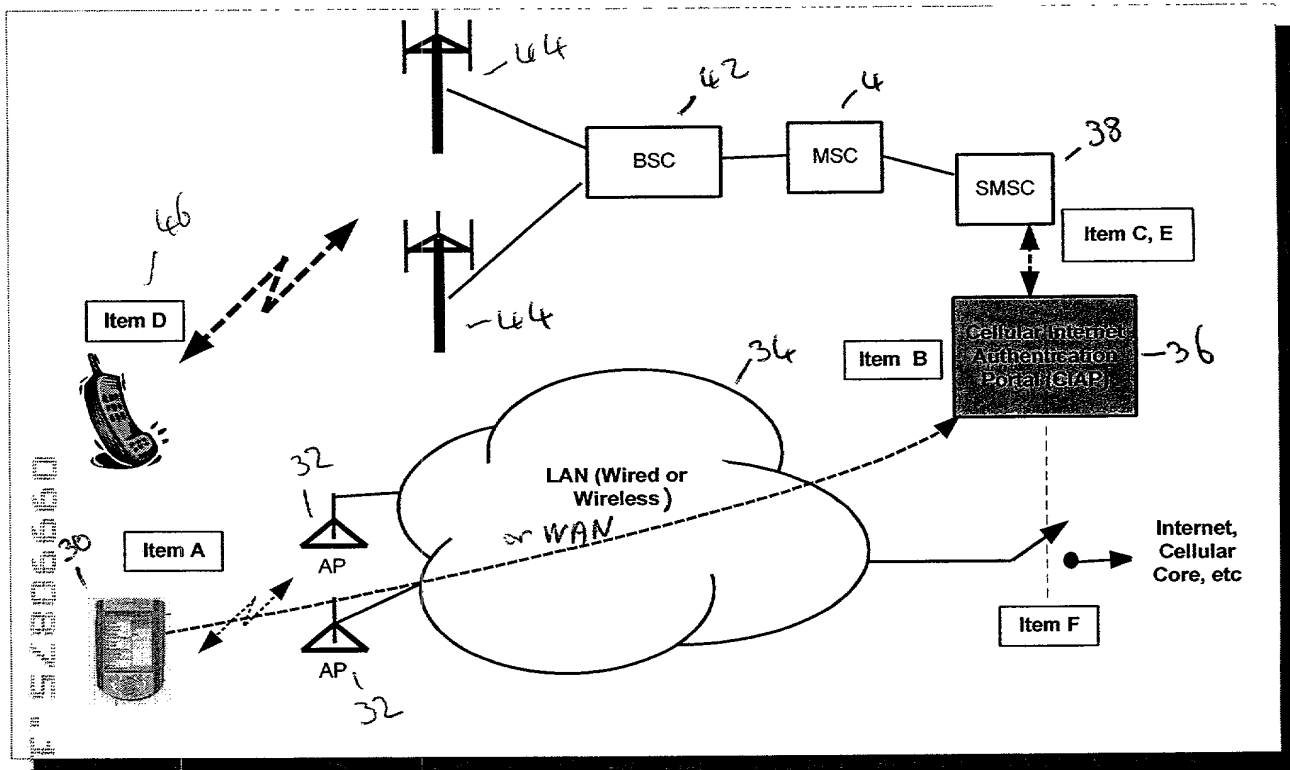 44
42
4
38
BSC
MSC
SMSC
Item C, E
46
Item D
44
34
Item B
Cellular Internet
Authentication
Portal (CIAP)
36
32
LAN (Wired or
Wireless)
or WAN
30
Item A
AP
Internet,
Cellular
Core, etc
Item F
AP
32